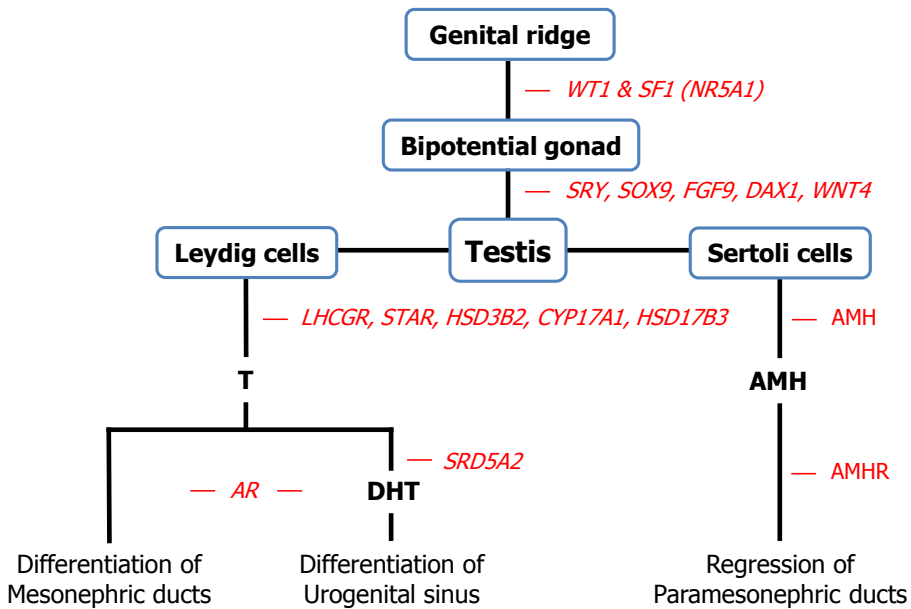 Genital ridge
WT1 & SF1 (NR5A1)
Bipotential gonad
SRY, SOX9, FGF9, DAX1, WNT4
Leydig cells
Testis
Sertoli cells
LHCGR, STAR, HSD3B2, CYP17A1, HSD17B3
AMH
T
AMH
SRD5A2
AR
DHT
AMHR
Differentiation of
Mesonephric ducts
Differentiation of
Urogenital sinus
Regression of
Paramesonephric ducts